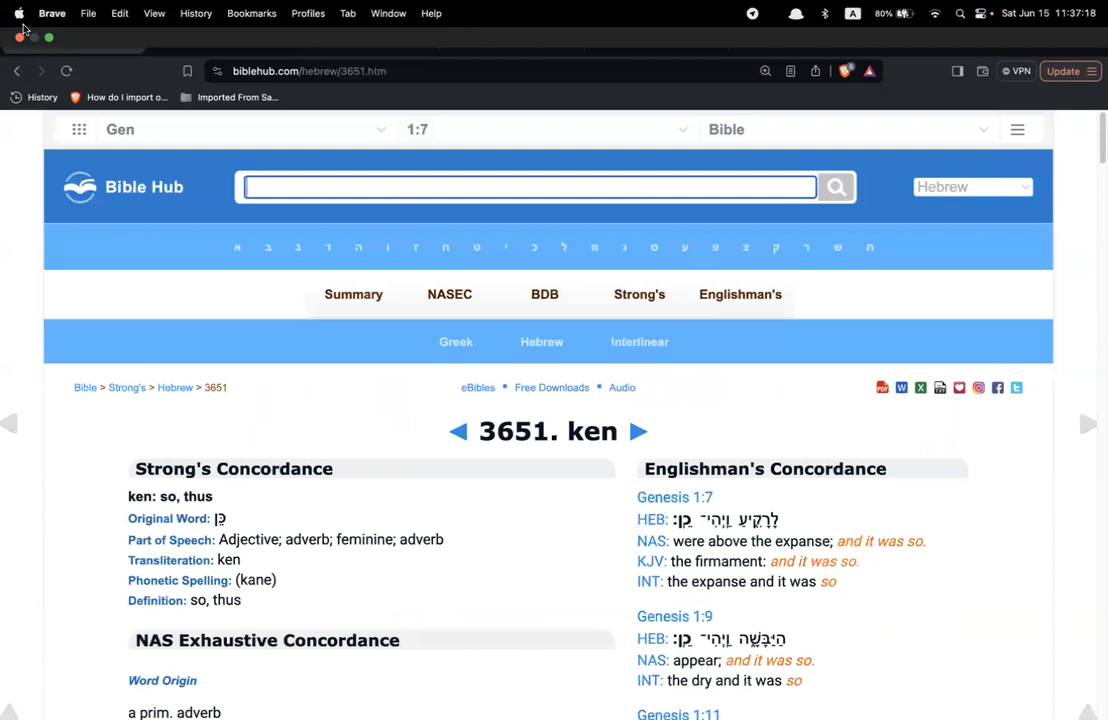 Brave File Edit View History Bookmarks Profiles Tab Window Help A 80% Sat Jun 15 11:37:18
biblehub.com/hebrew/3651.htm VPN Update
History How do I import o... Imported From Sa...
Gen 1:7 Bible
Bible Hub Hebrew
א ב ג ד ה ו ז ח ט י כ ל מ נ ס ע פ צ ק ר ש ת
Summary NASEC BDB Strong's Englishman's
Greek Hebrew Interlinear
Bible > Strong's > Hebrew > 3651 eBibles • Free Downloads • Audio
◄ 3651. ken ►
Strong's Concordance
ken: so, thus
Original Word: כֵּן
Part of Speech: Adjective; adverb; feminine; adverb
Transliteration: ken
Phonetic Spelling: (kane)
Definition: so, thus
NAS Exhaustive Concordance
Word Origin
a prim. adverb
Englishman's Concordance
Genesis 1:7
HEB: לָרָקִ֑יעַ וַֽיְהִי־ כֵֽן׃
NAS: were above the expanse; and it was so.
KJV: the firmament: and it was so.
INT: the expanse and it was so
Genesis 1:9
HEB: הַיַּבָּשָׁ֑ה וַֽיְהִי־ כֵֽן׃
NAS: appear; and it was so.
INT: the dry and it was so
Genesis 1:11